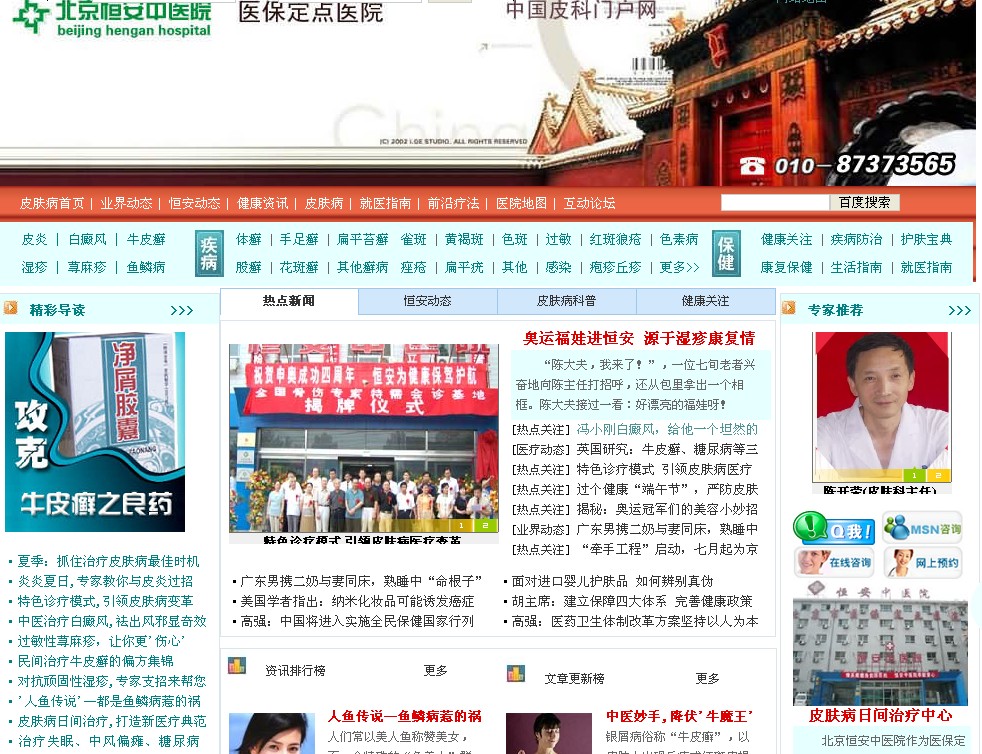 北京恒安中医院
beijing hengan hospital
医保定点医院
中国皮科门户网
网站地图
China
(C) 2002 I.GE STUDIO. ALL RIGHTS RESERVED
010-87373565
皮肤病首页 | 业界动态 | 恒安动态 | 健康资讯 | 皮肤病 | 就医指南 | 前沿疗法 | 医院地图 | 互动论坛
百度搜索
皮炎 | 白癜风 | 牛皮癣
湿疹 | 荨麻疹 | 鱼鳞病
疾病
体癣 | 手足癣 | 扁平苔癣 雀斑 | 黄褐斑 | 色斑 | 过敏 | 红斑狼疮 | 色素病
股癣 | 花斑癣 | 其他癣病 痤疮 | 扁平疣 | 其他 | 感染 | 疱疹丘疹 | 更多>>
保健
健康关注 | 疾病防治 | 护肤宝典
康复保健 | 生活指南 | 就医指南
精彩导读 >>>
净屑胶囊
攻克
牛皮癣之良药
· 夏季：抓住治疗皮肤病最佳时机
· 炎炎夏日,专家教你与皮炎过招
· 特色诊疗模式,引领皮肤病变革
· 中医治疗白癜风,祛出风邪显奇效
· 过敏性荨麻疹，让你更'伤心'
· 民间治疗牛皮癣的偏方集锦
· 对抗顽固性湿疹,专家支招来帮您
· '人鱼传说'一都是鱼鳞病惹的祸
· 皮肤病日间治疗,打造新医疗典范
· 治疗失眠、中风偏瘫、糖尿病
热点新闻 恒安动态 皮肤病科普 健康关注
祝贺申奥成功四周年 恒安为健康保驾护航
全国骨伤专家特需会诊基地
揭牌仪式
1 2
特色诊疗模式 引领皮肤病医疗变革
奥运福娃进恒安 源于湿疹康复情
“陈大夫，我来了！”，一位七旬老者兴
奋地向陈主任打招呼，还从包里拿出一个相
框。陈大夫接过一看：好漂亮的福娃呀！
[热点关注] 冯小刚白癜风，给他一个坦然的
[医疗动态] 英国研究：牛皮癣、糖尿病等三
[热点关注] 特色诊疗模式 引领皮肤病医疗
[热点关注] 过个健康“端午节”，严防皮肤
[热点关注] 揭秘：奥运冠军们的美容小妙招
[业界动态] 广东男携二奶与妻同床，熟睡中
[热点关注] “牵手工程”启动，七月起为京
· 广东男携二奶与妻同床，熟睡中“命根子”
· 美国学者指出：纳米化妆品可能诱发癌症
· 高强：中国将进入实施全民保健国家行列
· 面对进口婴儿护肤品 如何辨别真伪
· 胡主席：建立保障四大体系 完善健康政策
· 高强：医药卫生体制改革方案坚持以人为本
资讯排行榜 更多
人鱼传说一鱼鳞病惹的祸
人们常以美人鱼称赞美女，
文章更新榜 更多
中医妙手,降伏'牛魔王'
银屑病俗称“牛皮癣”，以
专家推荐 >>>
1 2
陈开荣(皮肤科主任)
Q我！
MSN咨询
在线咨询
网上预约
恒安中医院
皮肤病日间治疗中心
北京恒安中医院作为医保定